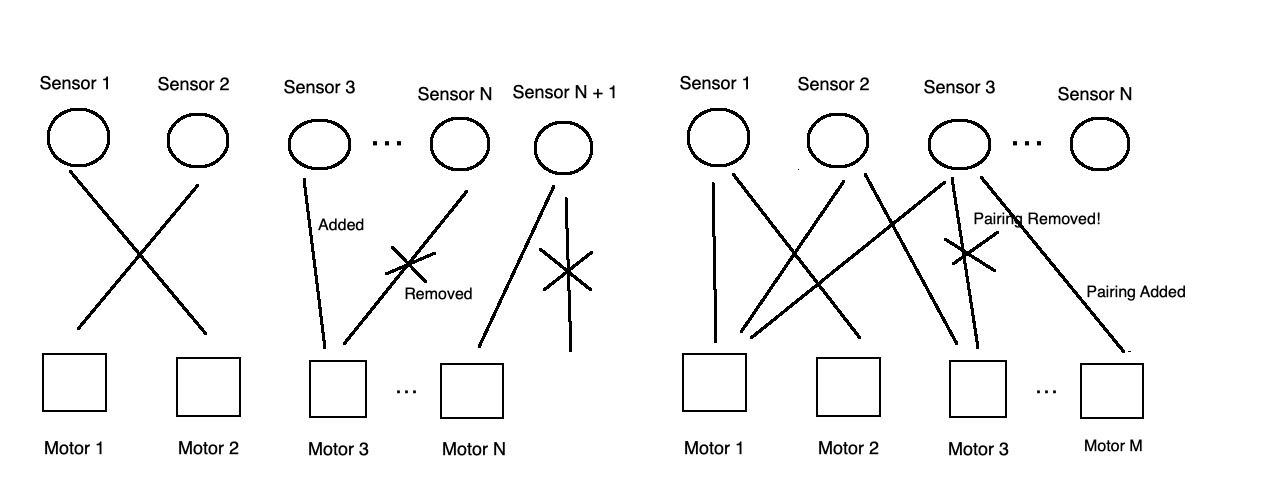 Sensor 1
Sensor 2
Sensor 3
Sensor N
Sensor N + 1
...
Added
Removed
...
Motor 1
Motor 2
Motor 3
Motor N
Sensor 1
Sensor 2
Sensor 3
Sensor N
...
Pairing Removed!
Pairing Added
...
Motor 1
Motor 2
Motor 3
Motor M